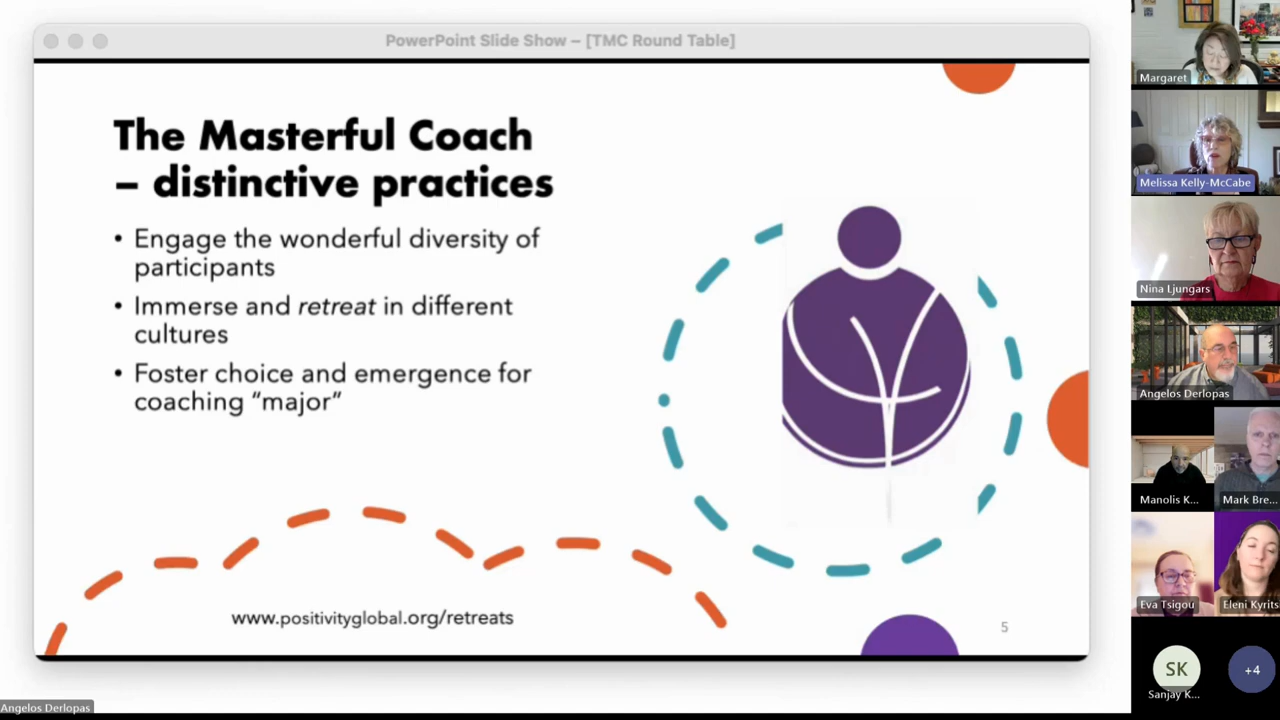 PowerPoint Slide Show – [TMC Round Table]
The Masterful Coach
– distinctive practices
• Engage the wonderful diversity of
participants
• Immerse and retreat in different
cultures
• Foster choice and emergence for
coaching “major”
www.positivityglobal.org/retreats
5
Margaret
Melissa Kelly-McCabe
Nina Ljungars
Angelos Derlopas
Manolis K...
Mark Bre...
Eva Tsigou
Eleni Kyrits
SK
Sanjay K...
+4
Angelos Derlopas